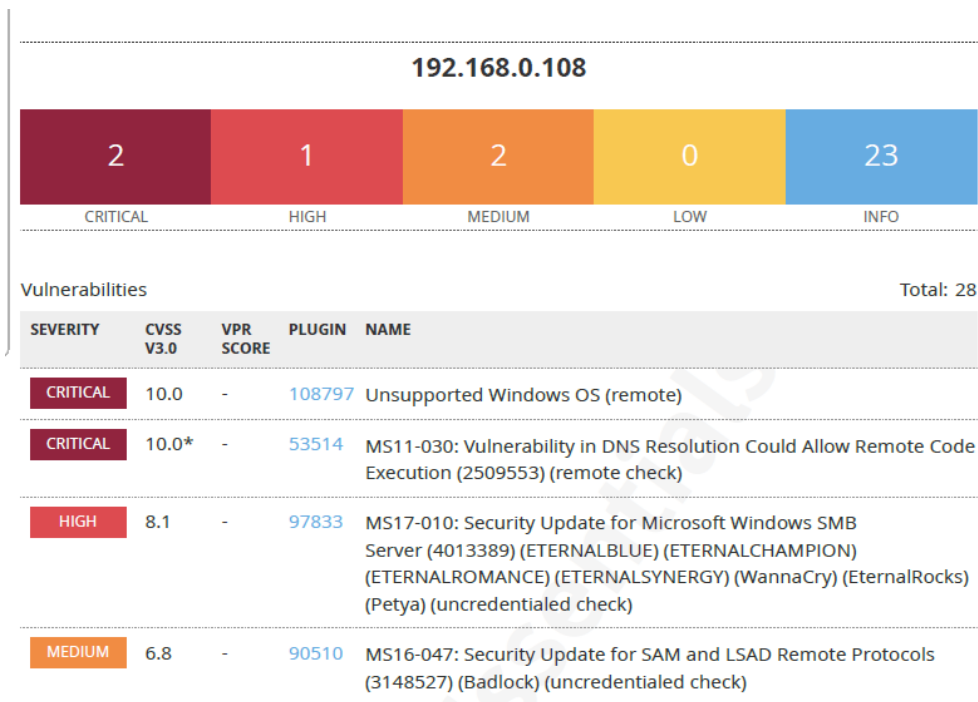 192.168.0.108
2 1 2 0 23
CRITICAL HIGH MEDIUM LOW INFO
Vulnerabilities Total: 28
SEVERITY CVSS V3.0 VPR SCORE PLUGIN NAME
CRITICAL 10.0 - 108797 Unsupported Windows OS (remote)
CRITICAL 10.0* - 53514 MS11-030: Vulnerability in DNS Resolution Could Allow Remote Code
Execution (2509553) (remote check)
HIGH 8.1 - 97833 MS17-010: Security Update for Microsoft Windows SMB
Server (4013389) (ETERNALBLUE) (ETERNALCHAMPION)
(ETERNALROMANCE) (ETERNALSYNERGY) (WannaCry) (EternalRocks)
(Petya) (uncredentialed check)
MEDIUM 6.8 - 90510 MS16-047: Security Update for SAM and LSAD Remote Protocols
(3148527) (Badlock) (uncredentialed check)